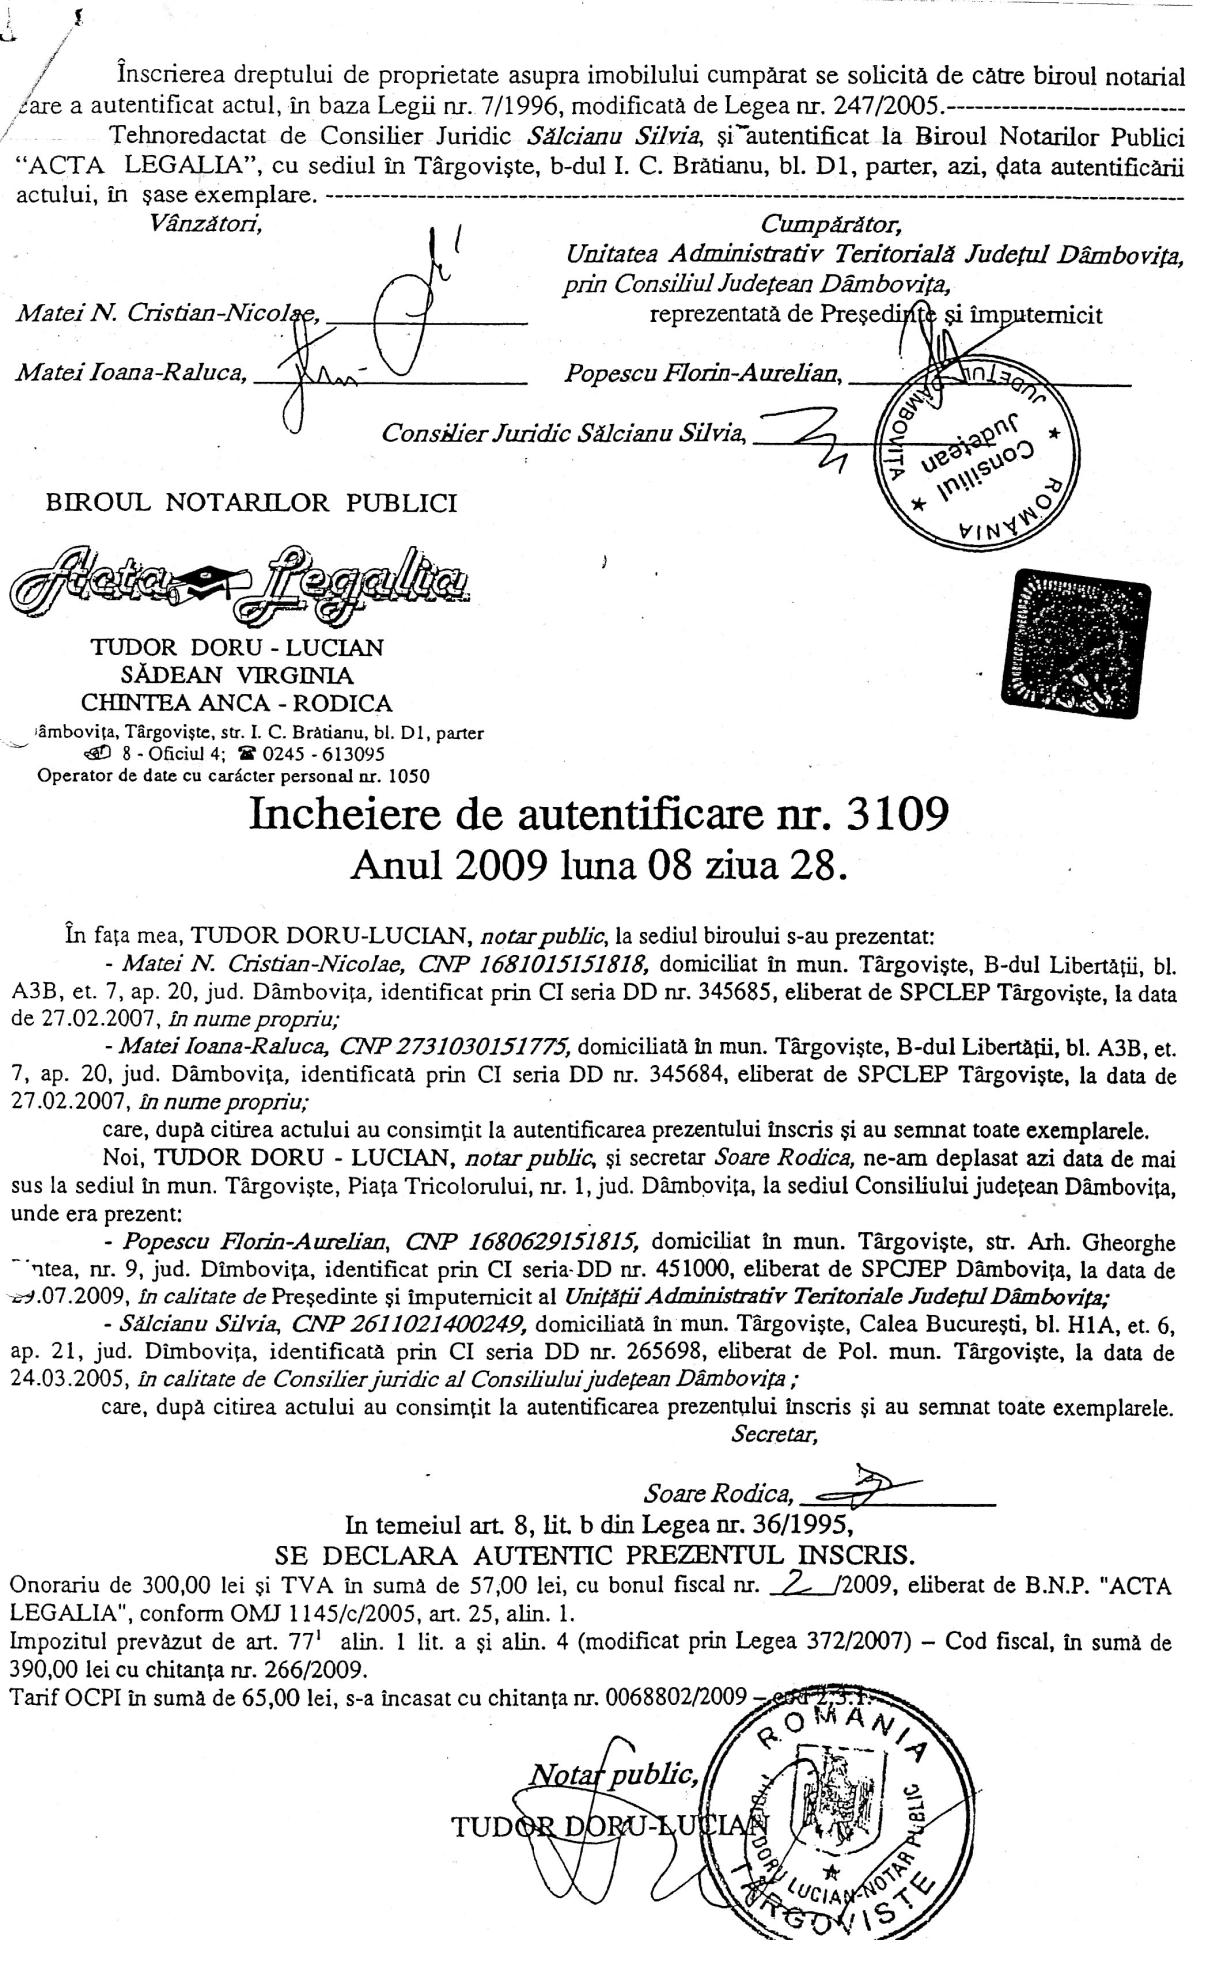 Înscrierea dreptului de proprietate asupra imobilului cumpărat se solicită de către biroul notarial
care a autentificat actul, în baza Legii nr. 7/1996, modificată de Legea nr. 247/2005.--------------------------
Tehnoredactat de Consilier Juridic Sălcianu Silvia, şi autentificat la Biroul Notarilor Publici
“ACTA LEGALIA”, cu sediul în Târgovişte, b-dul I. C. Brătianu, bl. D1, parter, azi, data autentificării
actului, în şase exemplare. ---------------------------------------------------------------------------------------------
Vânzători, Cumpărător,
Unitatea Administrativ Teritorială Judeţul Dâmboviţa,
prin Consiliul Judeţean Dâmboviţa,
Matei N. Cristian-Nicolae, reprezentată de Preşedinte şi împuternicit
Matei Ioana-Raluca, Popescu Florin-Aurelian,
Consilier Juridic Sălcianu Silvia,
ROMÂNIA
JUDEŢUL DÂMBOVIŢA
Consiliul
Judeţean
BIROUL NOTARILOR PUBLICI
Acta Legalia
TUDOR DORU - LUCIAN
SĂDEAN VIRGINIA
CHINTEA ANCA - RODICA
âmboviţa, Târgovişte, str. I. C. Brătianu, bl. D1, parter
8 - Oficiul 4; ☎ 0245 - 613095
Operator de date cu carácter personal nr. 1050
Incheiere de autentificare nr. 3109
Anul 2009 luna 08 ziua 28.
În faţa mea, TUDOR DORU-LUCIAN, notar public, la sediul biroului s-au prezentat:
- Matei N. Cristian-Nicolae, CNP 1681015151818, domiciliat în mun. Târgovişte, B-dul Libertăţii, bl.
A3B, et. 7, ap. 20, jud. Dâmboviţa, identificat prin CI seria DD nr. 345685, eliberat de SPCLEP Târgovişte, la data
de 27.02.2007, în nume propriu;
- Matei Ioana-Raluca, CNP 2731030151775, domiciliată în mun. Târgovişte, B-dul Libertăţii, bl. A3B, et.
7, ap. 20, jud. Dâmboviţa, identificată prin CI seria DD nr. 345684, eliberat de SPCLEP Târgovişte, la data de
27.02.2007, în nume propriu;
care, după citirea actului au consimţit la autentificarea prezentului înscris şi au semnat toate exemplarele.
Noi, TUDOR DORU - LUCIAN, notar public, şi secretar Soare Rodica, ne-am deplasat azi data de mai
sus la sediul în mun. Târgovişte, Piaţa Tricolorului, nr. 1, jud. Dâmboviţa, la sediul Consiliului judeţean Dâmboviţa,
unde era prezent:
- Popescu Florin-Aurelian, CNP 1680629151815, domiciliat în mun. Târgovişte, str. Arh. Gheorghe
ntea, nr. 9, jud. Dîmboviţa, identificat prin CI seria DD nr. 451000, eliberat de SPCJEP Dâmboviţa, la data de
.07.2009, în calitate de Preşedinte şi împuternicit al Unităţii Administrativ Teritoriale Judeţul Dâmboviţa;
- Sălcianu Silvia, CNP 2611021400249, domiciliată în mun. Târgovişte, Calea Bucureşti, bl. H1A, et. 6,
ap. 21, jud. Dîmboviţa, identificată prin CI seria DD nr. 265698, eliberat de Pol. mun. Târgovişte, la data de
24.03.2005, în calitate de Consilier juridic al Consiliului judeţean Dâmboviţa ;
care, după citirea actului au consimţit la autentificarea prezentului înscris şi au semnat toate exemplarele.
Secretar,
Soare Rodica,
In temeiul art. 8, lit. b din Legea nr. 36/1995,
SE DECLARA AUTENTIC PREZENTUL INSCRIS.
Onorariu de 300,00 lei şi TVA în sumă de 57,00 lei, cu bonul fiscal nr. 2 /2009, eliberat de B.N.P. "ACTA
LEGALIA", conform OMJ 1145/c/2005, art. 25, alin. 1.
Impozitul prevăzut de art. 77¹ alin. 1 lit. a şi alin. 4 (modificat prin Legea 372/2007) – Cod fiscal, în sumă de
390,00 lei cu chitanţa nr. 266/2009.
Tarif OCPI în sumă de 65,00 lei, s-a încasat cu chitanţa nr. 0068802/2009 – cod 2.3.1.
Notar public,
TUDOR DORU-LUCIAN
ROMANIA
DORU LUCIAN-NOTAR PUBLIC
TÂRGOVISTE